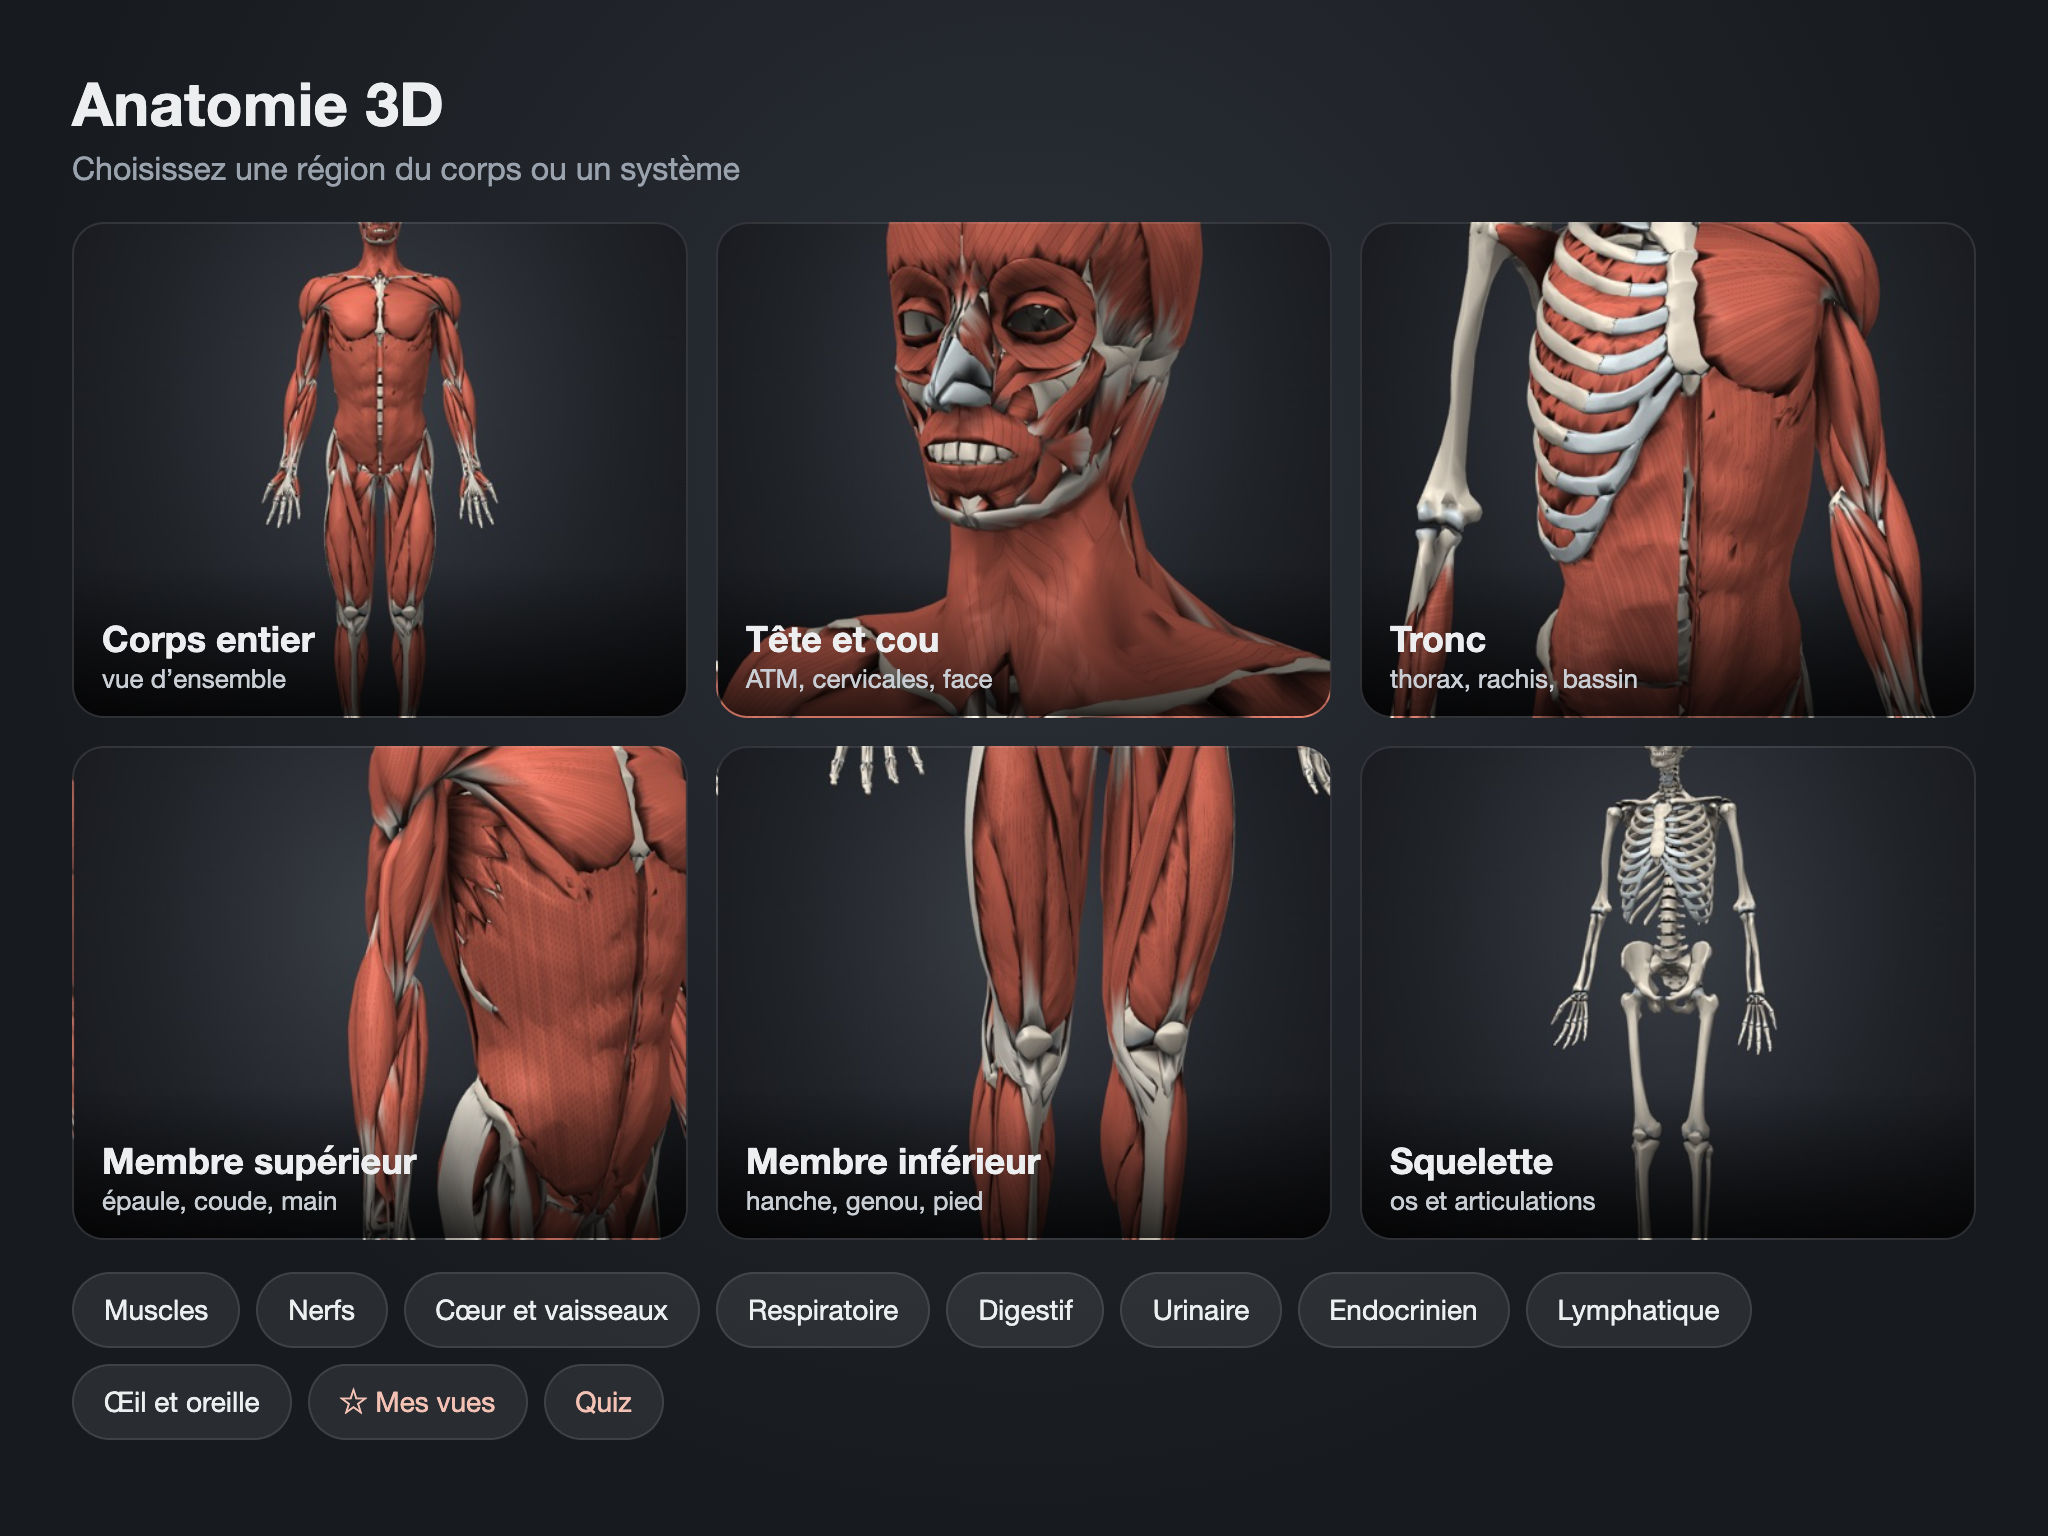 Anatomie 3D
Choisissez une région du corps ou un système
Corps entier
vue d’ensemble
Tête et cou
ATM, cervicales, face
Tronc
thorax, rachis, bassin
Membre supérieur
épaule, coude, main
Membre inférieur
hanche, genou, pied
Squelette
os et articulations
Muscles
Nerfs
Cœur et vaisseaux
Respiratoire
Digestif
Urinaire
Endocrinien
Lymphatique
Œil et oreille
☆ Mes vues
Quiz